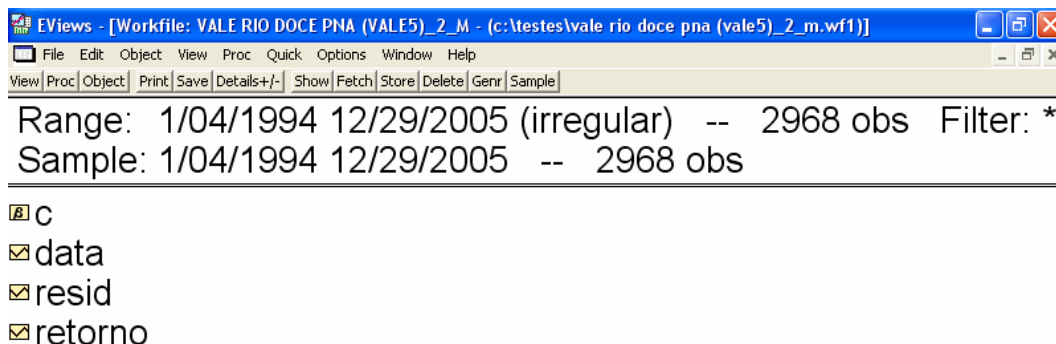 EViews - [Workfile: VALE RIO DOCE PNA (VALE5)_2_M - (c:\testes\vale rio doce pna (vale5)_2_m.wf1)]
File Edit Object View Proc Quick Options Window Help
View Proc Object Print Save Details+/- Show Fetch Store Delete Genr Sample
Range: 1/04/1994 12/29/2005 (irregular) -- 2968 obs Filter: *
Sample: 1/04/1994 12/29/2005 -- 2968 obs
β c
data
resid
retorno